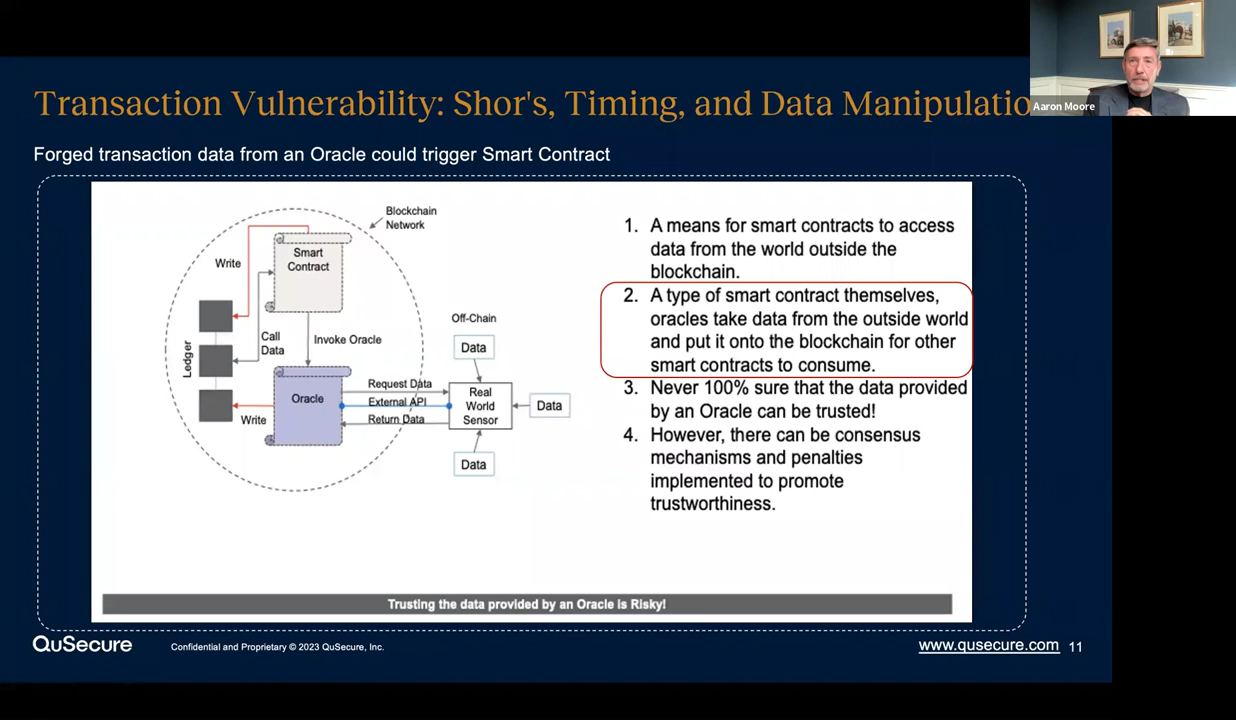 Aaron Moore
Transaction Vulnerability: Shor's, Timing, and Data Manipulatio
Forged transaction data from an Oracle could trigger Smart Contract
Blockchain
Network
Smart
Contract
Write
Call
Data
Invoke Oracle
Ledger
Oracle
Write
Request Data
External API
Return Data
Off-Chain
Data
Real
World
Sensor
Data
Data
1. A means for smart contracts to access
data from the world outside the
blockchain.
2. A type of smart contract themselves,
oracles take data from the outside world
and put it onto the blockchain for other
smart contracts to consume.
3. Never 100% sure that the data provided
by an Oracle can be trusted!
4. However, there can be consensus
mechanisms and penalties
implemented to promote
trustworthiness.
Trusting the data provided by an Oracle is Risky!
QuSecure
Confidential and Proprietary © 2023 QuSecure, Inc.
www.qusecure.com 11